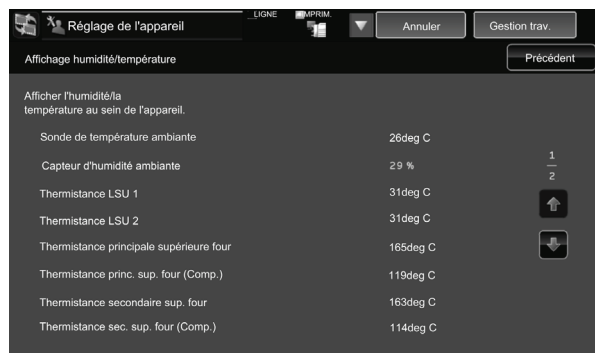 Réglage de l'appareil
LIGNE
IMPRIM.
Annuler
Gestion trav.
Affichage humidité/température
Précédent
Afficher l'humidité/la
température au sein de l'appareil.
Sonde de température ambiante 26deg C
Capteur d'humidité ambiante 29 %
Thermistance LSU 1 31deg C
Thermistance LSU 2 31deg C
Thermistance principale supérieure four 165deg C
Thermistance princ. sup. four (Comp.) 119deg C
Thermistance secondaire sup. four 163deg C
Thermistance sec. sup. four (Comp.) 114deg C
1
2